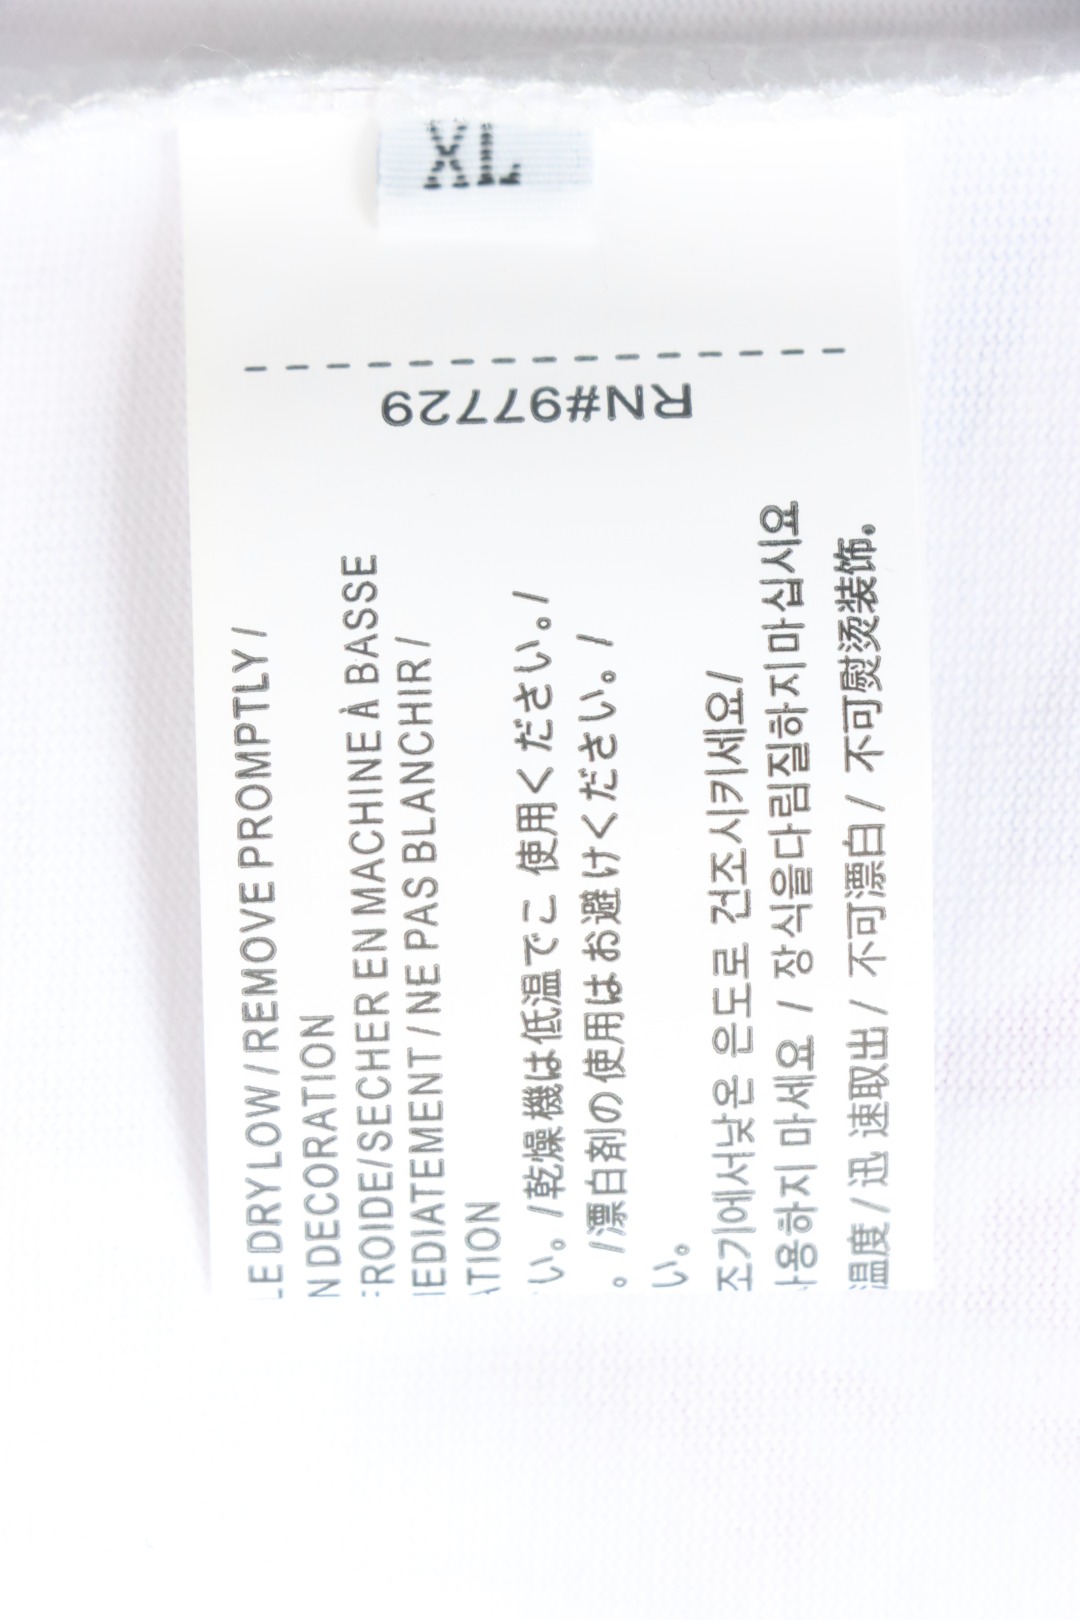 XL
RN#97729
LE DRY LOW / REMOVE PROMPTLY /
N DECORATION
FROIDE/SECHER EN MACHINE À BASSE
IEDIATEMENT / NE PAS BLANCHIR /
ATION
い。/乾燥機は低温でご 使用ください。/
。/漂白剤の使用はお避けください。/
い。
조기에서낮은 온도로 건조시키세요/
사용하지 마세요 / 장식을다림질하지마십시요
温度/ 迅 速取出/ 不可漂白/ 不可熨烫装饰。